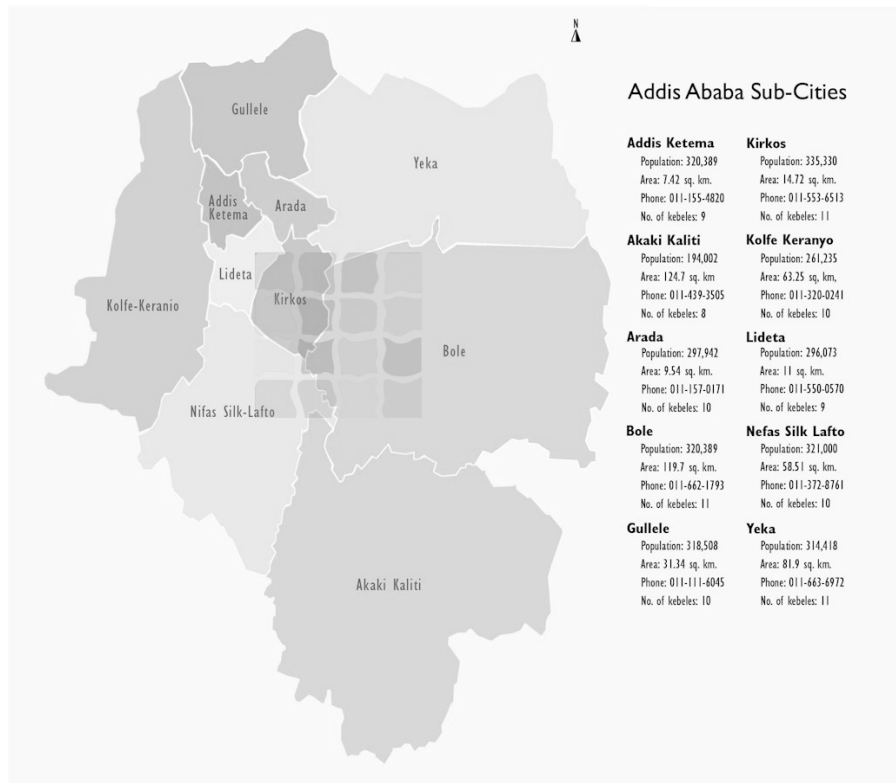 N
Addis Ababa Sub-Cities
Gullele
Yeka
Addis
Ketema
Arada
Lideta
Kirkos
Kolfe-Keranio
Bole
Nifas Silk-Lafto
Akaki Kaliti
Addis Ketema
Population: 320,389
Area: 7.42 sq. km.
Phone: 011-155-4820
No. of kebeles: 9
Akaki Kaliti
Population: 194,002
Area: 124.7 sq. km
Phone: 011-439-3505
No. of kebeles: 8
Arada
Population: 297,942
Area: 9.54 sq. km.
Phone: 011-157-0171
No. of kebeles: 10
Bole
Population: 320,389
Area: 119.7 sq. km.
Phone: 011-662-1793
No. of kebeles: 11
Gullele
Population: 318,508
Area: 31.34 sq. km.
Phone: 011-111-6045
No. of kebeles: 10
Kirkos
Population: 335,330
Area: 14.72 sq. km.
Phone: 011-553-6513
No. of kebeles: 11
Kolfe Keranyo
Population: 261,235
Area: 63.25 sq. km,
Phone: 011-320-0241
No. of kebeles: 10
Lideta
Population: 296,073
Area: 11 sq. km.
Phone: 011-550-0570
No. of kebeles: 9
Nefas Silk Lafto
Population: 321,000
Area: 58.51 sq. km.
Phone: 011-372-8761
No. of kebeles: 10
Yeka
Population: 314,418
Area: 81.9 sq. km.
Phone: 011-663-6972
No. of kebeles: 11